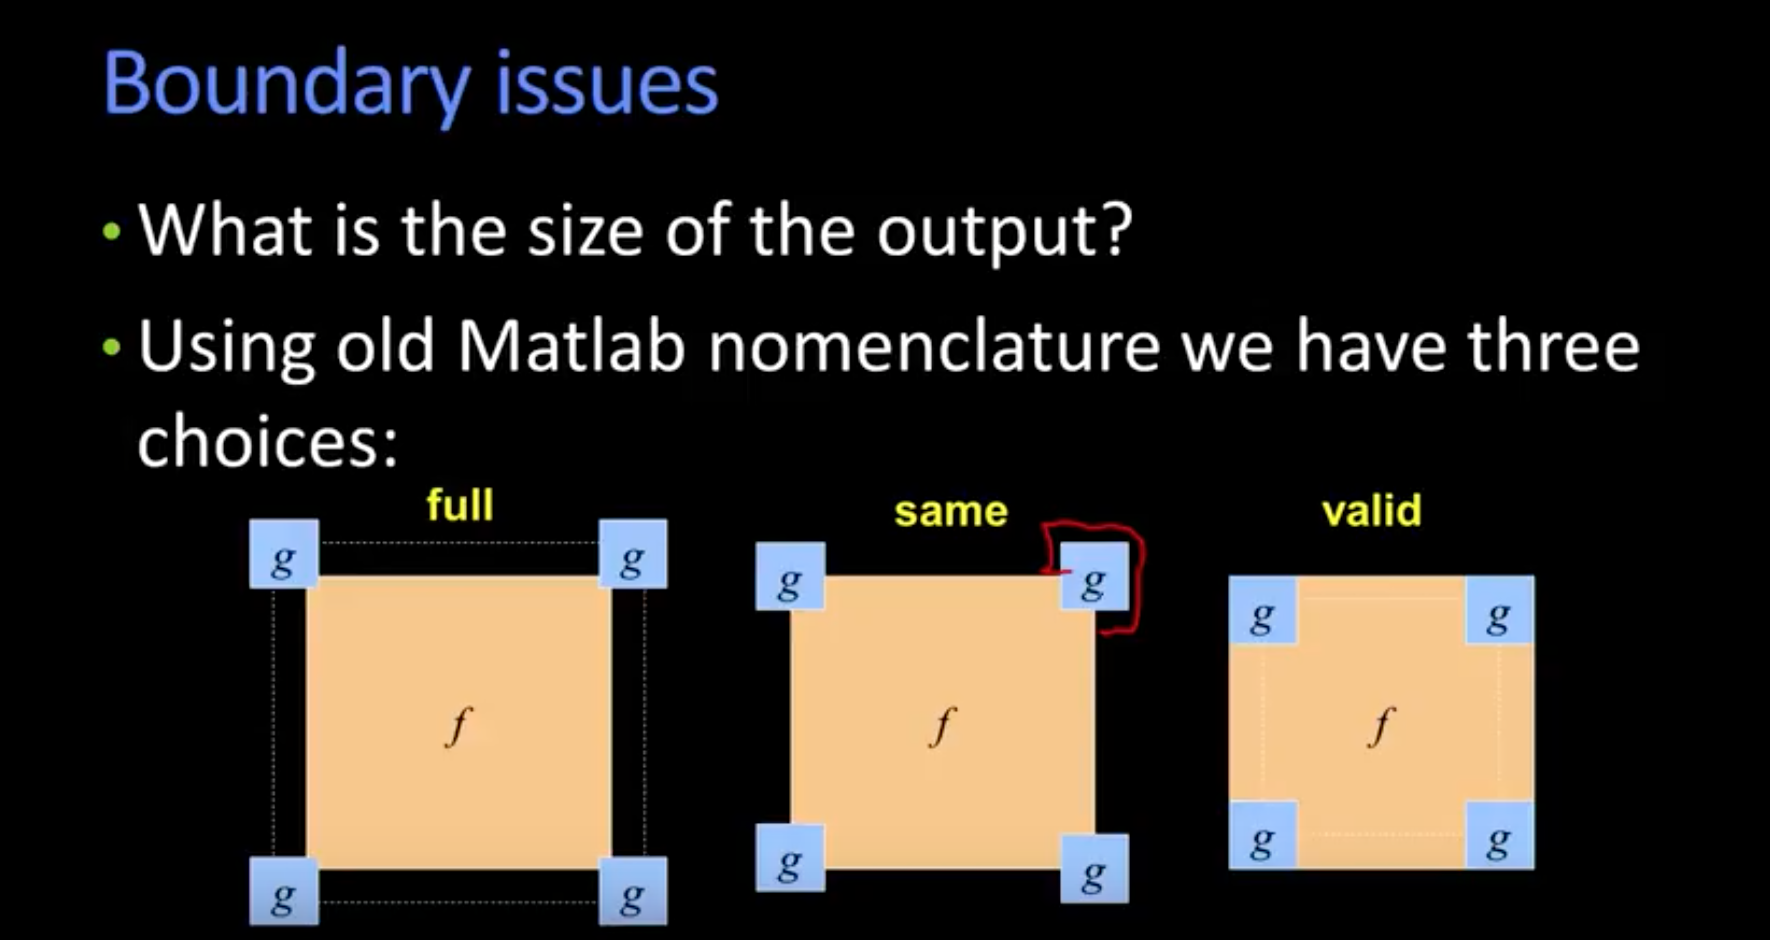 Boundary issues
• What is the size of the output?
• Using old Matlab nomenclature we have three
choices:
full same valid
g g g g g g
f f f
g g g g g g